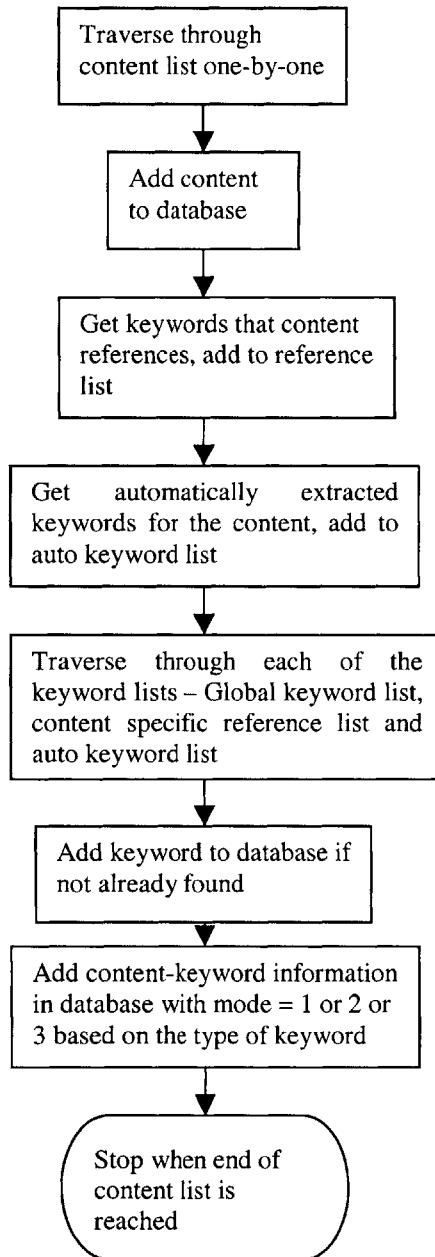 Traverse through
content list one-by-one
Add content
to database
Get keywords that content
references, add to reference
list
Get automatically extracted
keywords for the content, add to
auto keyword list
Traverse through each of the
keyword lists – Global keyword list,
content specific reference list and
auto keyword list
Add keyword to database if
not already found
Add content-keyword information
in database with mode = 1 or 2 or
3 based on the type of keyword
Stop when end of
content list is
reached